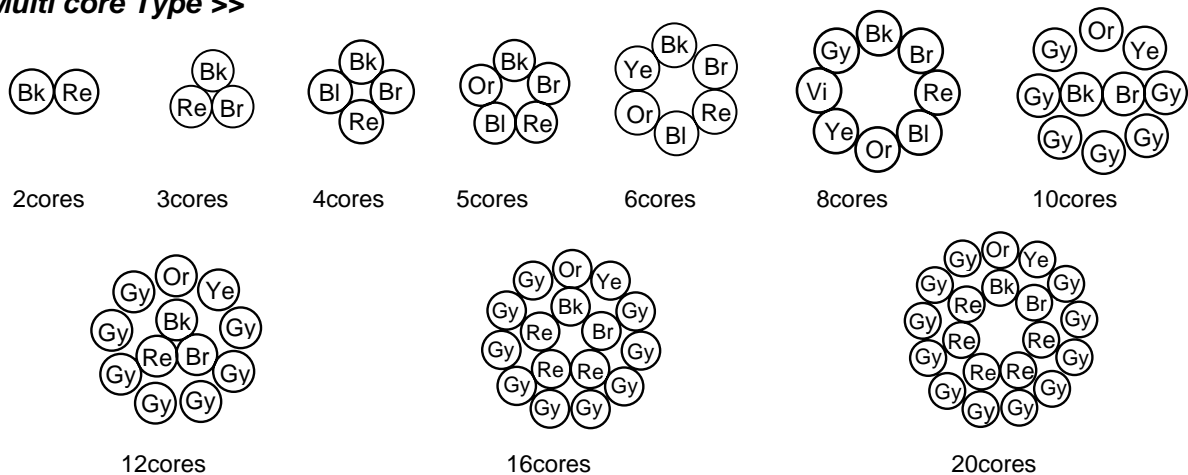 Multi core Type >>
Bk Re
2cores
Bk
Re Br
3cores
Bk
Bl Br
Re
4cores
Bk
Or Br
Bl Re
5cores
Bk
Ye Br
Or Re
Bl
6cores
Bk
Gy Br
Vi Re
Ye Bl
Or
8cores
Or
Gy Ye
Gy Bk Br Gy
Gy Gy
Gy
10cores
Or
Gy Ye
Bk
Gy Gy
Re Br
Gy Gy
Gy Gy
12cores
Or
Gy Ye
Bk
Gy Gy
Re Br
Gy Gy
Re Re
Gy Gy
Gy Gy
16cores
Or
Gy Ye
Gy Bk Gy
Re Br
Gy Gy
Re Re
Gy Gy
Re Re
Gy Gy
Gy Gy
20cores